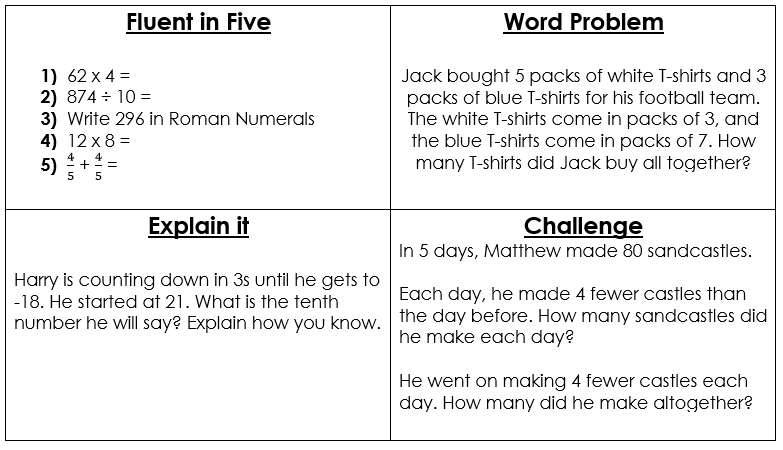 Fluent in Five
1) 62 x 4 =
2) 874 ÷ 10 =
3) Write 296 in Roman Numerals
4) 12 x 8 =
5) 4/5 + 4/5 =
Word Problem
Jack bought 5 packs of white T-shirts and 3
packs of blue T-shirts for his football team.
The white T-shirts come in packs of 3, and
the blue T-shirts come in packs of 7. How
many T-shirts did Jack buy all together?
Explain it
Harry is counting down in 3s until he gets to
-18. He started at 21. What is the tenth
number he will say? Explain how you know.
Challenge
In 5 days, Matthew made 80 sandcastles.
Each day, he made 4 fewer castles than
the day before. How many sandcastles did
he make each day?
He went on making 4 fewer castles each
day. How many did he make altogether?